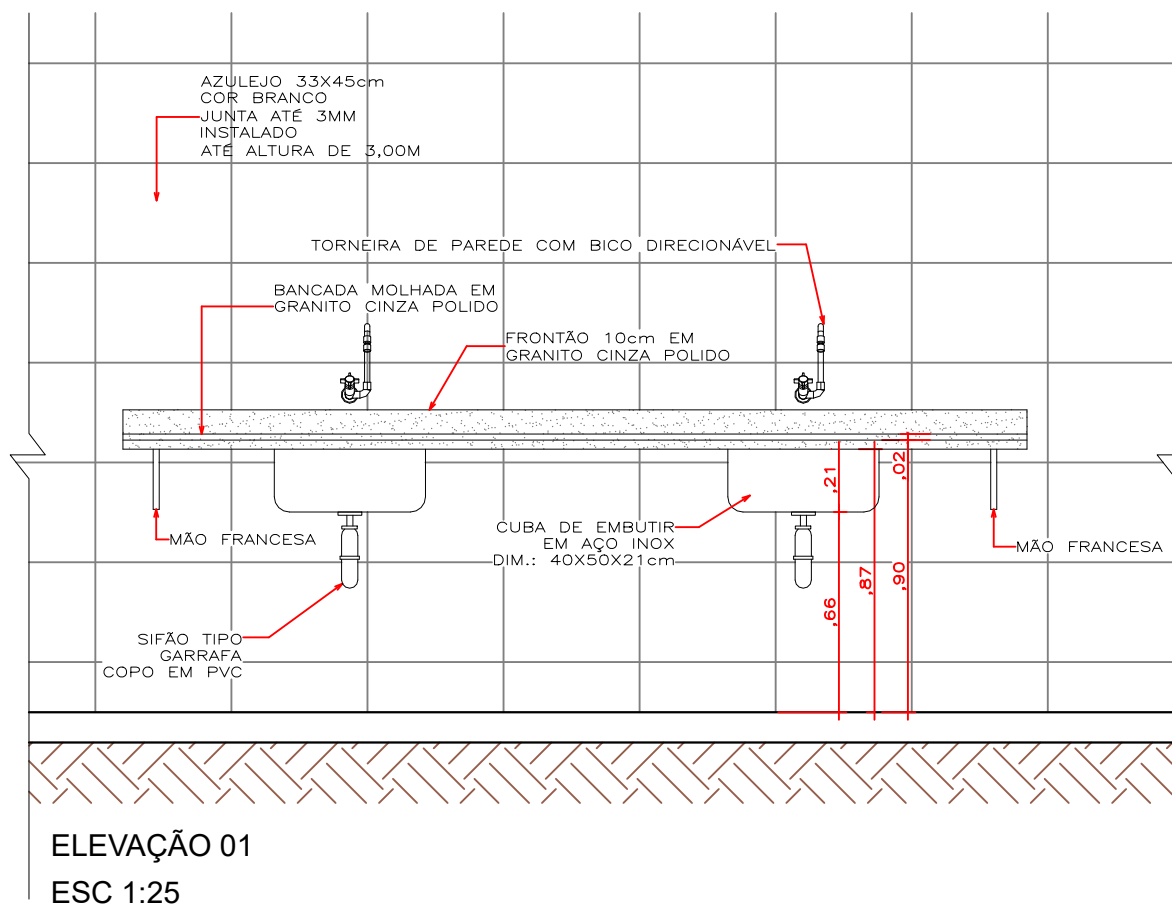 AZULEJO 33X45cm
COR BRANCO
JUNTA ATÉ 3MM
INSTALADO
ATÉ ALTURA DE 3,00M
TORNEIRA DE PAREDE COM BICO DIRECIONÁVEL
BANCADA MOLHADA EM
GRANITO CINZA POLIDO
FRONTÃO 10cm EM
GRANITO CINZA POLIDO
,21
,02
MÃO FRANCESA
CUBA DE EMBUTIR
EM AÇO INOX
DIM.: 40X50X21cm
MÃO FRANCESA
,66
,87
,90
SIFÃO TIPO
GARRAFA
COPO EM PVC
ELEVAÇÃO 01
ESC 1:25